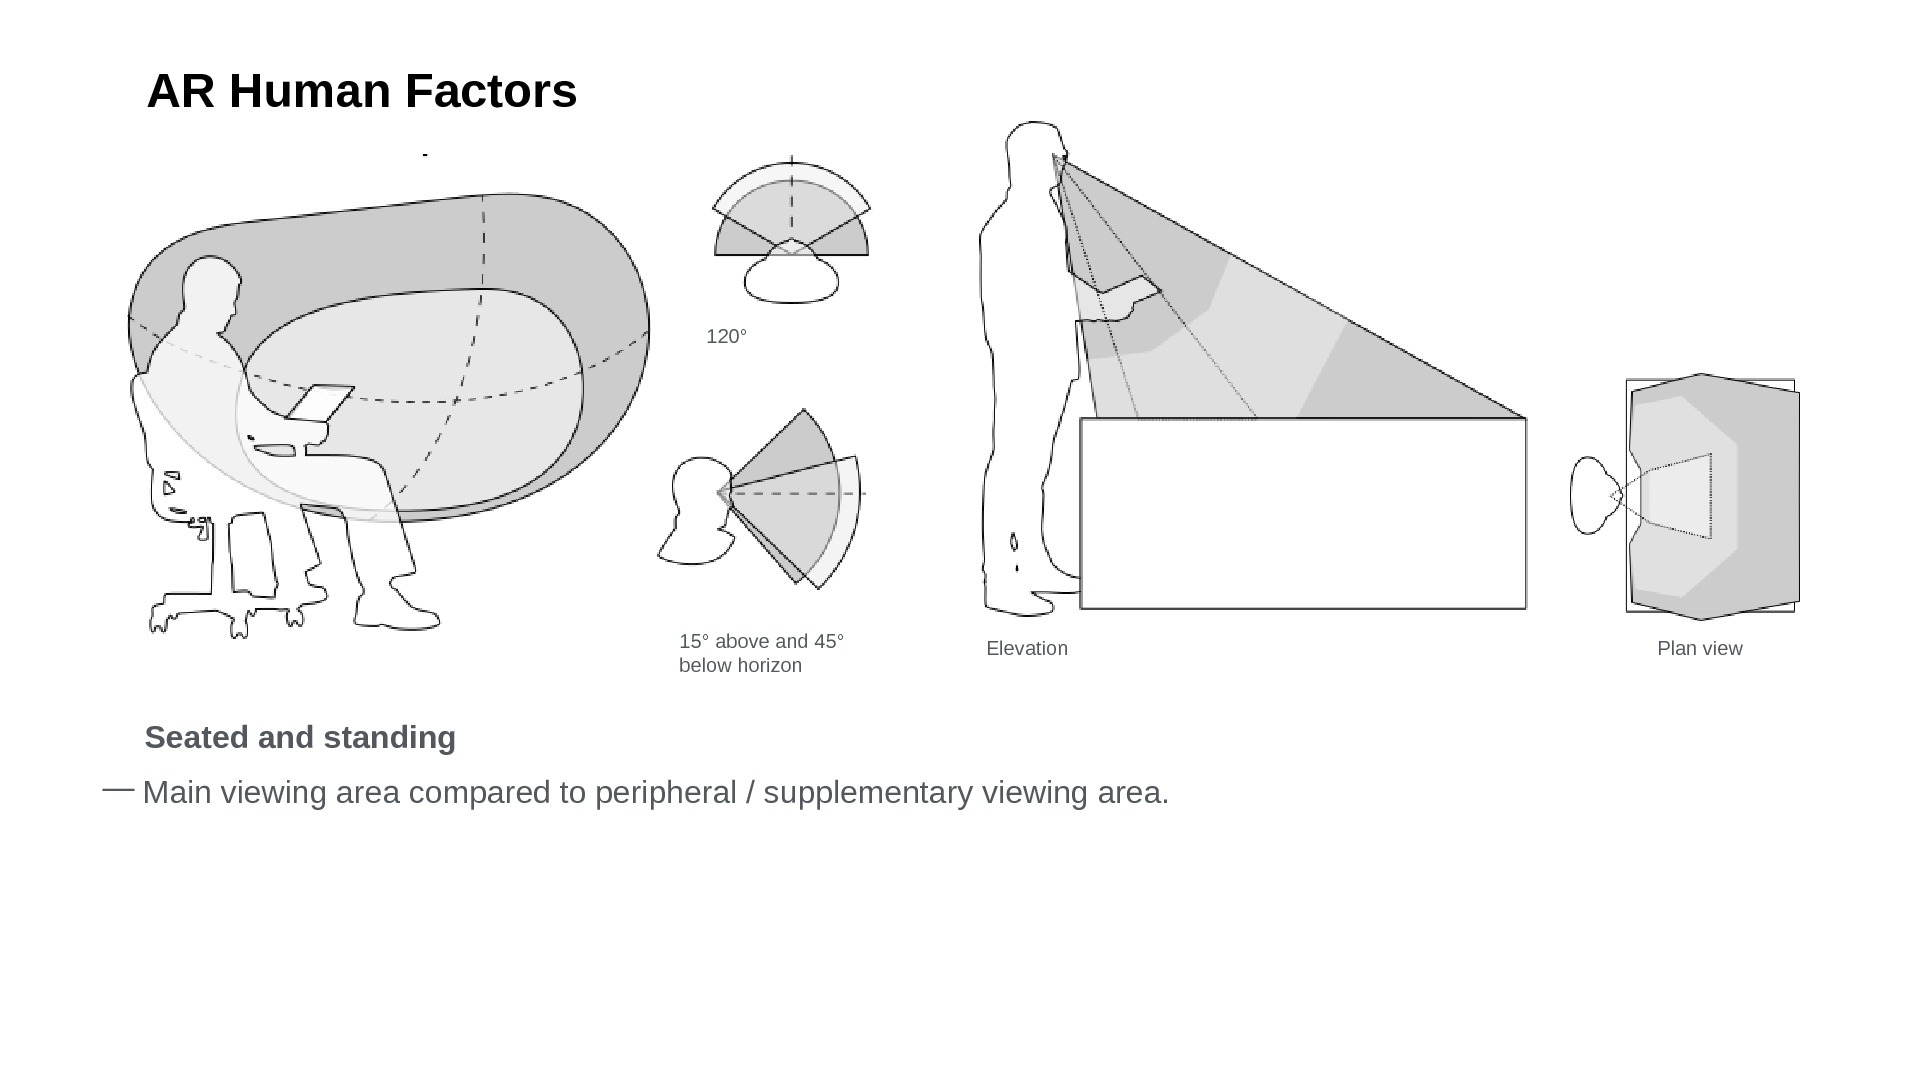 AR Human Factors
120°
15° above and 45°
below horizon
Elevation
Plan view
Seated and standing
— Main viewing area compared to peripheral / supplementary viewing area.